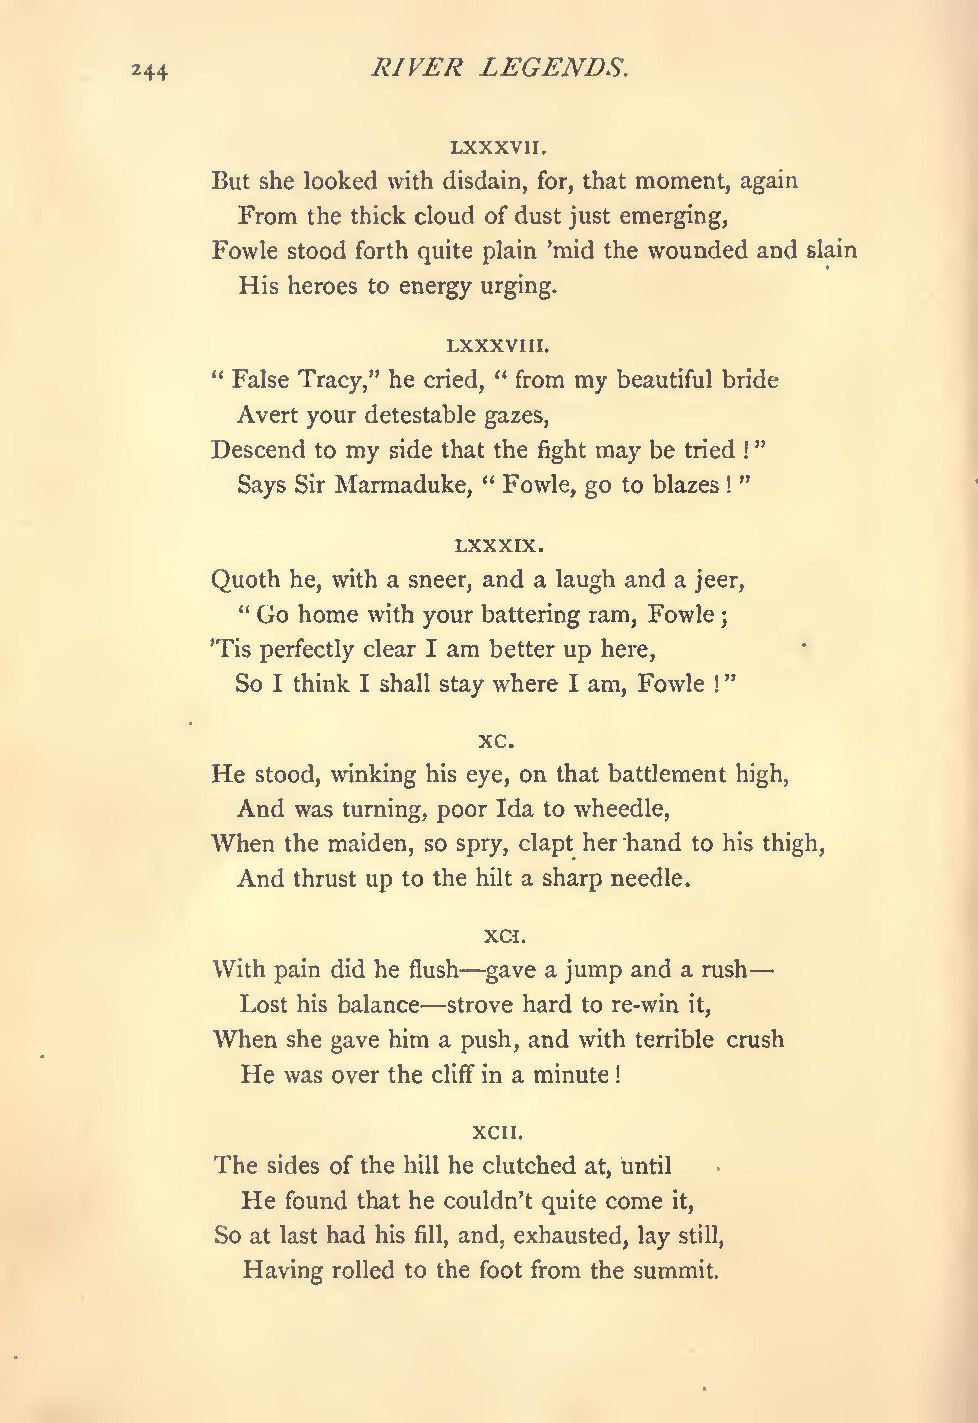 244 RIVER LEGENDS.
LXXXVII.
But she looked with disdain, for, that moment, again
From the thick cloud of dust just emerging,
Fowle stood forth quite plain ’mid the wounded and slain
His heroes to energy urging.
LXXXVIII.
“ False Tracy,” he cried, “ from my beautiful bride
Avert your detestable gazes,
Descend to my side that the fight may be tried ! ”
Says Sir Marmaduke, “ Fowle, go to blazes ! ”
LXXXIX.
Quoth he, with a sneer, and a laugh and a jeer,
“ Go home with your battering ram, Fowle ;
’Tis perfectly clear I am better up here,
So I think I shall stay where I am, Fowle ! ”
XC.
He stood, winking his eye, on that battlement high,
And was turning, poor Ida to wheedle,
When the maiden, so spry, clapt her hand to his thigh,
And thrust up to the hilt a sharp needle.
XCI.
With pain did he flush—gave a jump and a rush—
Lost his balance—strove hard to re-win it,
When she gave him a push, and with terrible crush
He was over the cliff in a minute !
XCII.
The sides of the hill he clutched at, until
He found that he couldn’t quite come it,
So at last had his fill, and, exhausted, lay still,
Having rolled to the foot from the summit.